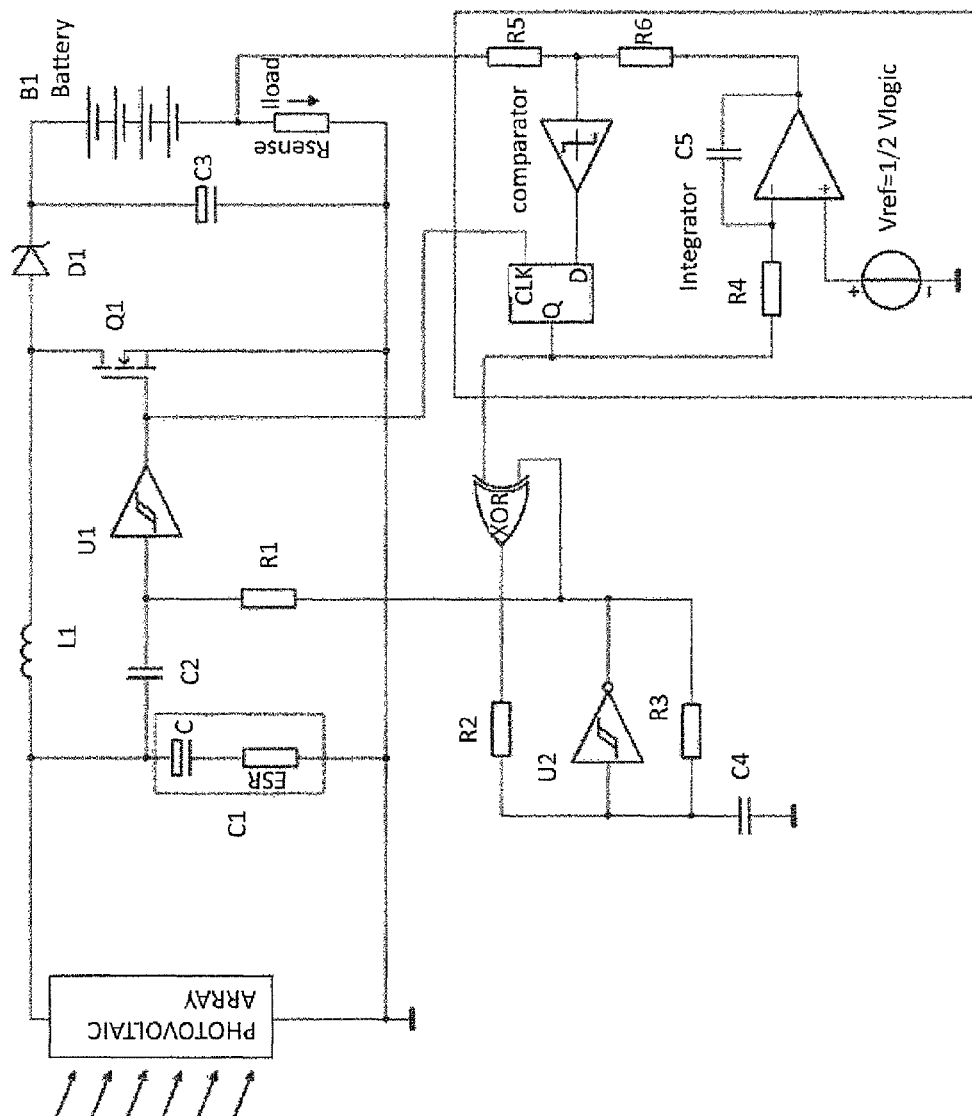 B1
Battery
Iload
Rsense
C3
D1
Q1
U1
L1
C2
R1
C
ESR
C1
PHOTOVOLTAIC
ARRAY
R5
R6
comparator
CLK
D
Q
C5
Integrator
R4
-
+
Vref=1/2 Vlogic
+
-
XOR
R2
U2
R3
C4